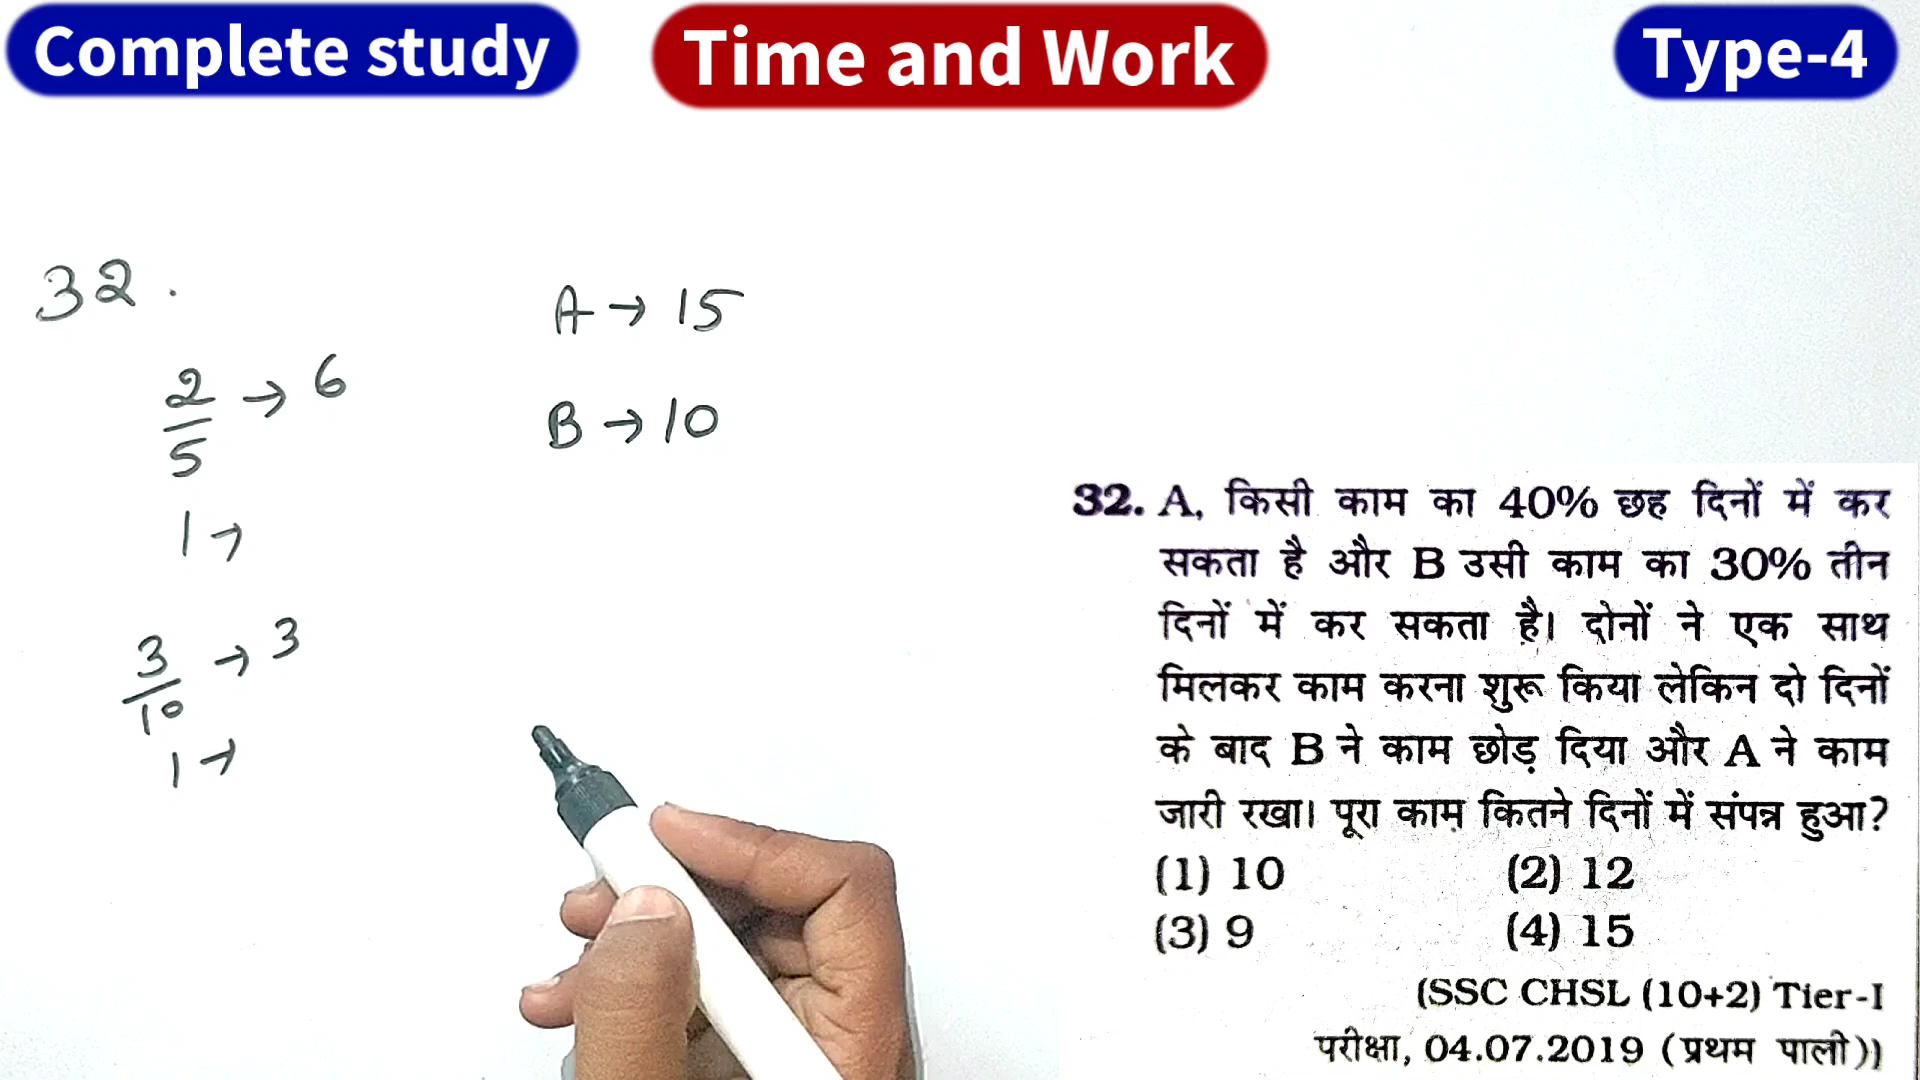 Complete study
Time and Work
Type-4
32.
2/5 → 6
1 →
3/10 → 3
1 →
A → 15
B → 10
32. A, किसी काम का 40% छह दिनों में कर
सकता है और B उसी काम का 30% तीन
दिनों में कर सकता है। दोनों ने एक साथ
मिलकर काम करना शुरू किया लेकिन दो दिनों
के बाद B ने काम छोड़ दिया और A ने काम
जारी रखा। पूरा काम कितने दिनों में संपन्न हुआ?
(1) 10 (2) 12
(3) 9 (4) 15
(SSC CHSL (10+2) Tier-I
परीक्षा, 04.07.2019 (प्रथम पाली))